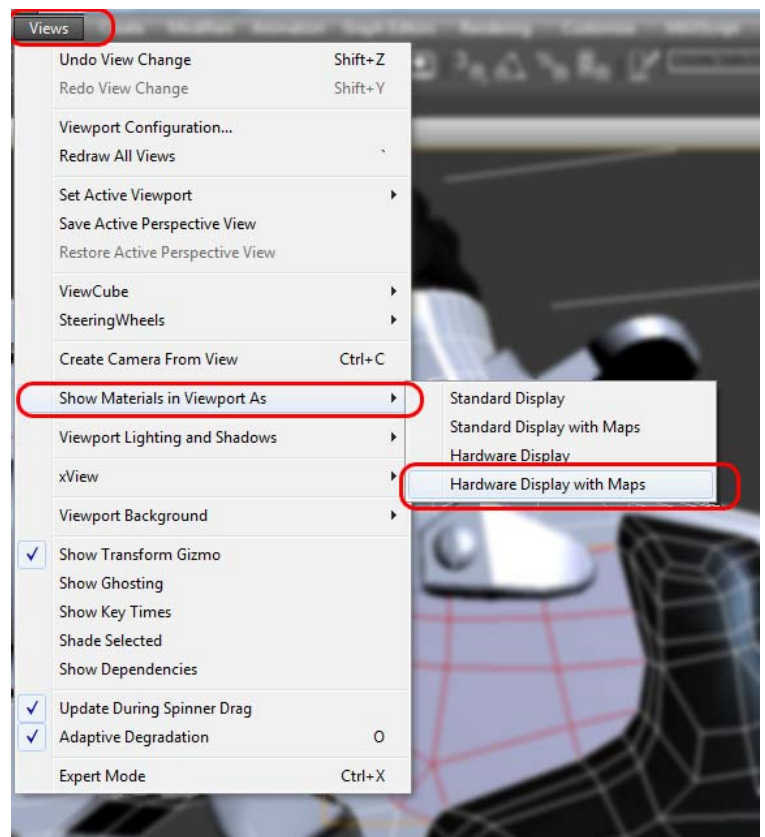 Views
Undo View Change Shift+Z
Redo View Change Shift+Y
Viewport Configuration...
Redraw All Views `
Set Active Viewport
Save Active Perspective View
Restore Active Perspective View
ViewCube
SteeringWheels
Create Camera From View Ctrl+C
Show Materials in Viewport As
Viewport Lighting and Shadows
xView
Viewport Background
Show Transform Gizmo
Show Ghosting
Show Key Times
Shade Selected
Show Dependencies
Update During Spinner Drag
Adaptive Degradation O
Expert Mode Ctrl+X
Standard Display
Standard Display with Maps
Hardware Display
Hardware Display with Maps